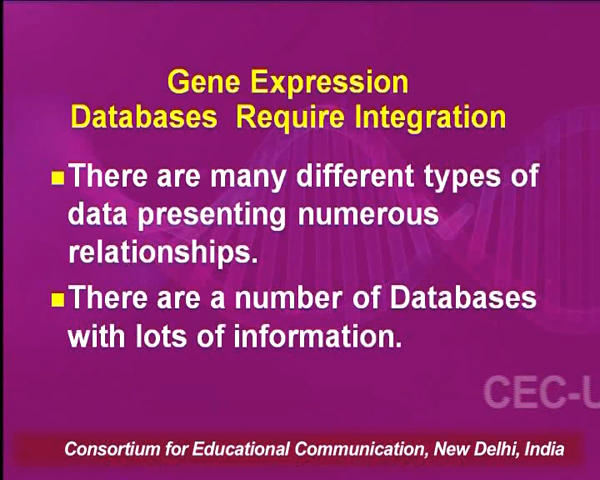 Gene Expression
Databases Require Integration
There are many different types of
data presenting numerous
relationships.
There are a number of Databases
with lots of information.
CEC-U
Consortium for Educational Communication, New Delhi, India